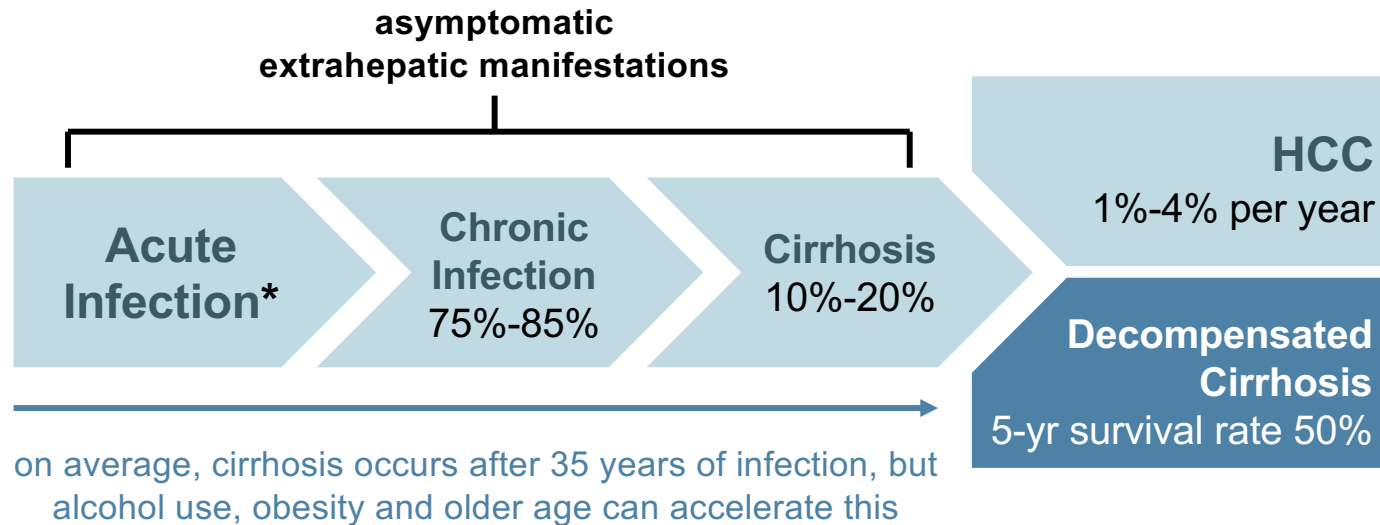 asymptomatic
extrahepatic manifestations
Acute
Infection*
Chronic
Infection
75%-85%
Cirrhosis
10%-20%
HCC
1%-4% per year
Decompensated
Cirrhosis
5-yr survival rate 50%
on average, cirrhosis occurs after 35 years of infection, but
alcohol use, obesity and older age can accelerate this